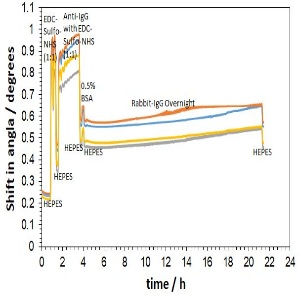 1.1
1
0.9
0.8
0.7
0.6
0.5
0.4
0.3
0.2
0.1
0
Shift in angla / degrees
EDC-
Sulfo-
NHS
(1:1)
Anti-IgG
with EDC-
Sulfo-NHS
(1:1)
0.5%
BSA
Rabbit-IgG Overnight
HEPES
HEPES
HEPES
HEPES
0 2 4 6 8 10 12 14 16 18 20 22 24
time / h